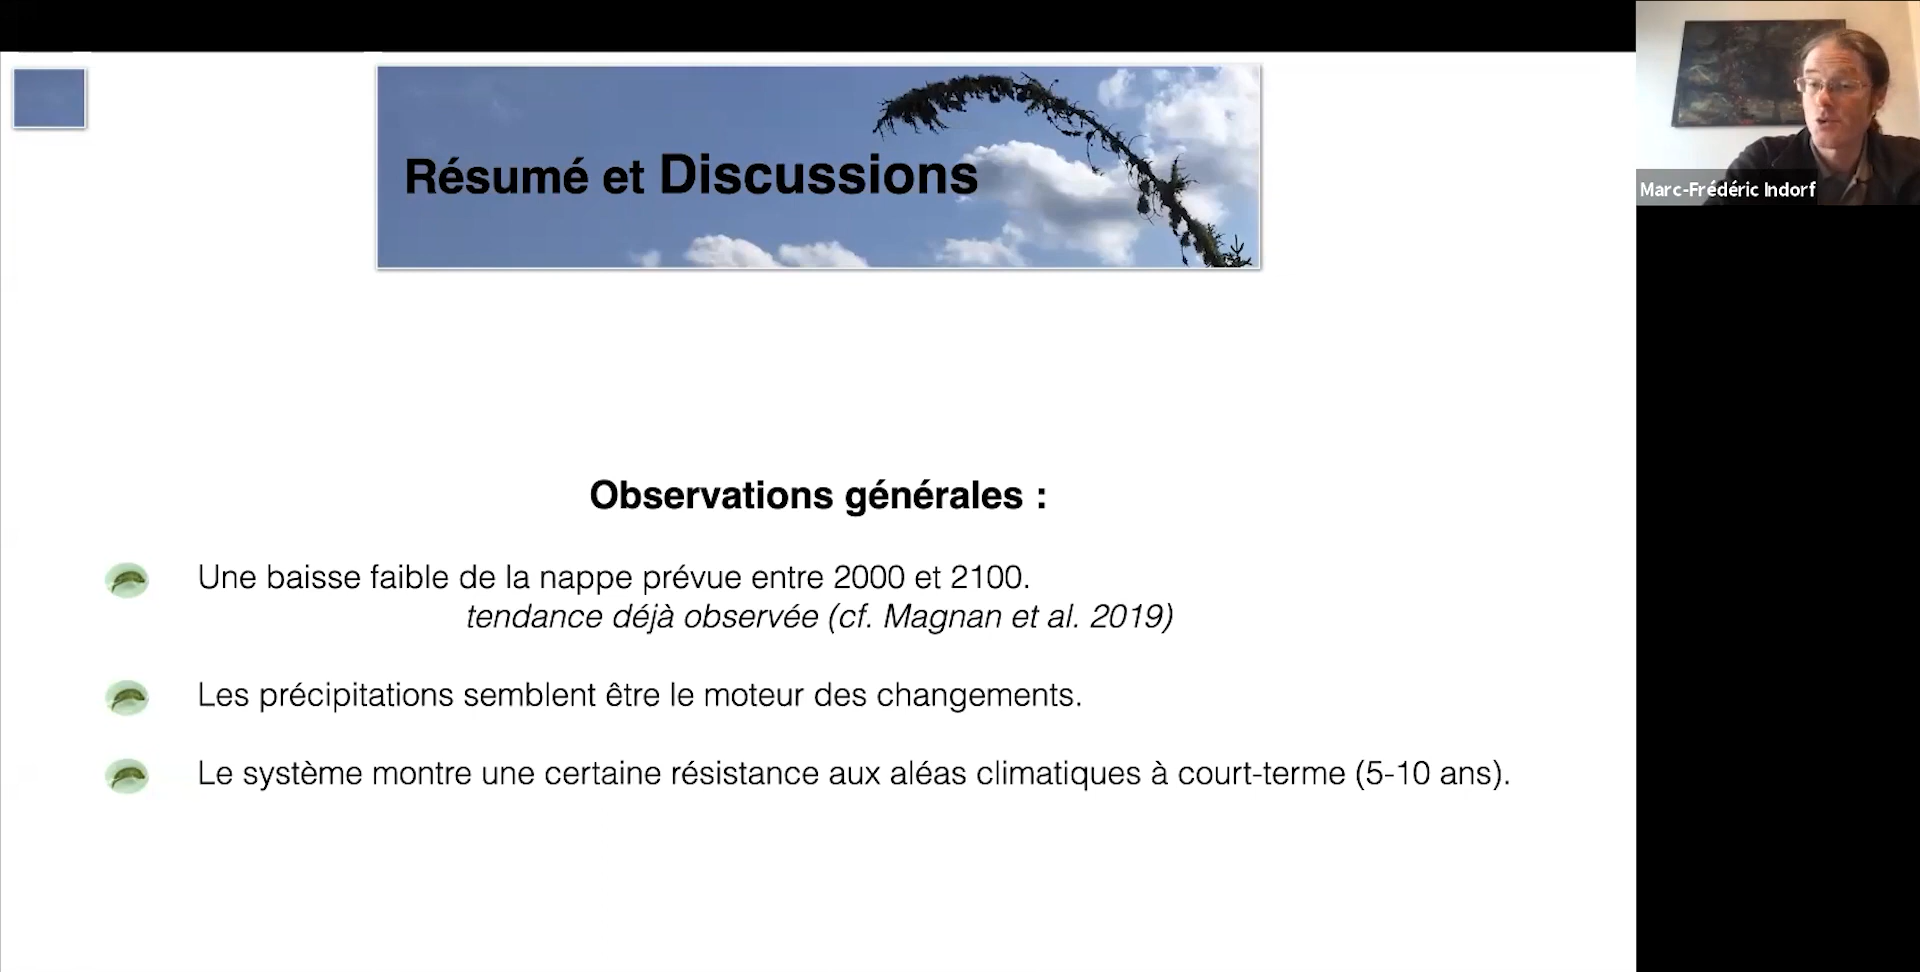 Résumé et Discussions
Marc-Frédéric Indorf
Observations générales :
Une baisse faible de la nappe prévue entre 2000 et 2100.
tendance déjà observée (cf. Magnan et al. 2019)
Les précipitations semblent être le moteur des changements.
Le système montre une certaine résistance aux aléas climatiques à court-terme (5-10 ans).